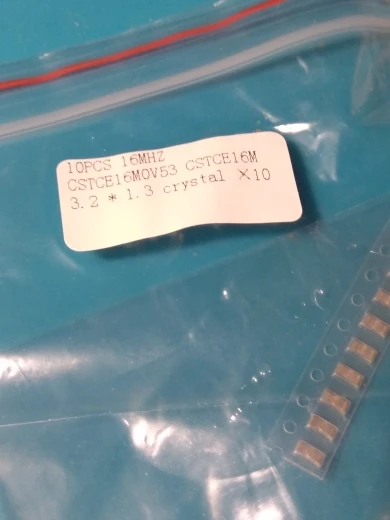 10PCS 16MHZ
CSTCE16M0V53 CSTCE16M
3.2 * 1.3 crystal ×10